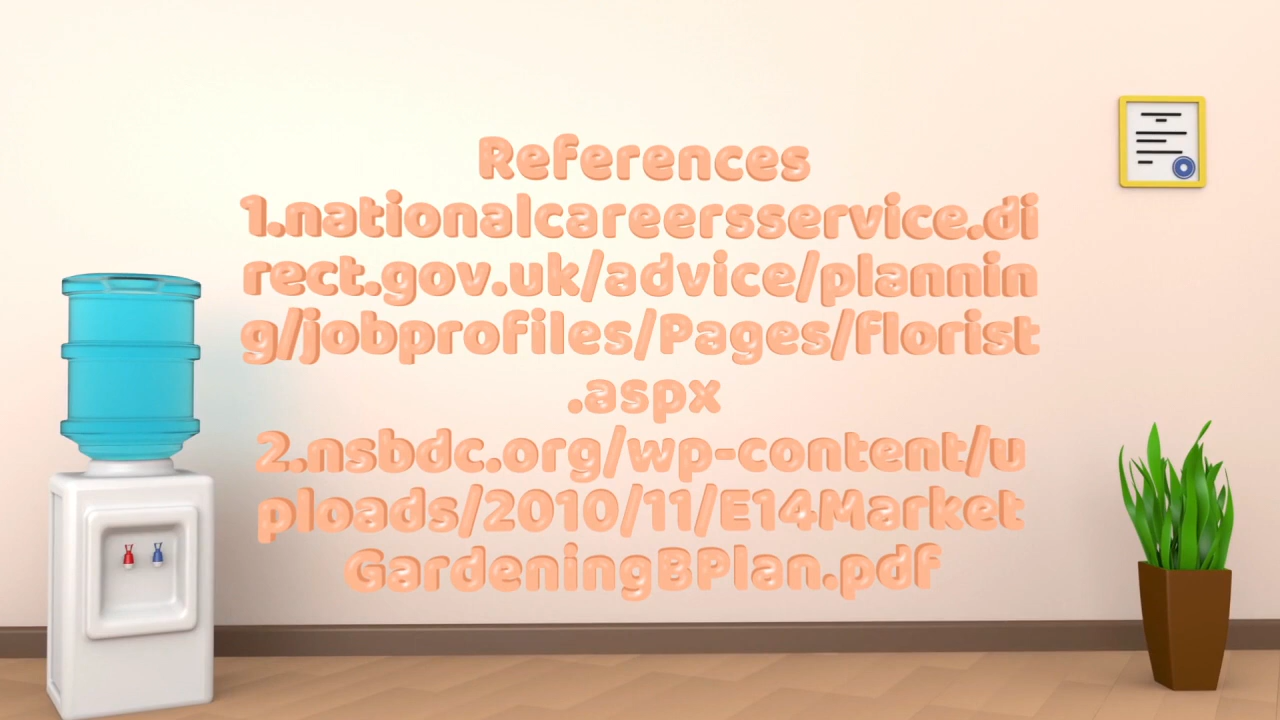 References
1.nationalcareersservice.di
rect.gov.uk/advice/plannin
g/jobprofiles/Pages/florist
.aspx
2.nsbdc.org/wp-content/u
ploads/2010/11/E14Market
GardeningBPlan.pdf